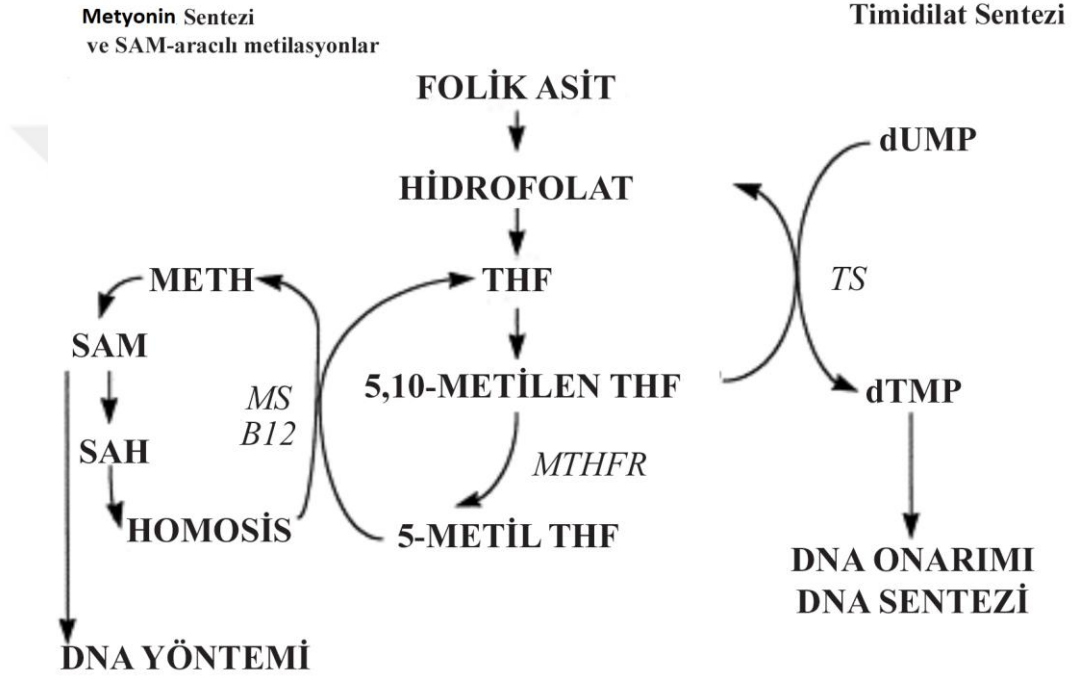 Metyonin Sentezi
ve SAM-aracılı metilasyonlar
Timidilat Sentezi
FOLİK ASİT
dUMP
HİDROFOLAT
METH
THF
TS
SAM
MS
B12
5,10-METİLEN THF
dTMP
SAH
MTHFR
HOMOSİS
5-METİL THF
DNA ONARIMI
DNA SENTEZİ
DNA YÖNTEMİ